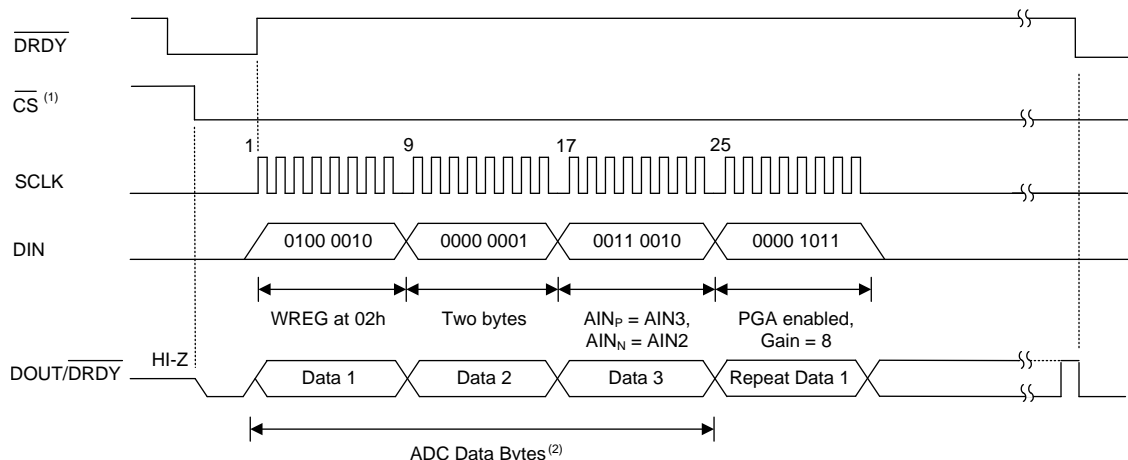 DRDY
CS (1)
1 9 17 25
SCLK
DIN 0100 0010 0000 0001 0011 0010 0000 1011
WREG at 02h Two bytes AINP = AIN3, PGA enabled,
AINN = AIN2 Gain = 8
HI-Z
DOUT/DRDY Data 1 Data 2 Data 3 Repeat Data 1
ADC Data Bytes(2)